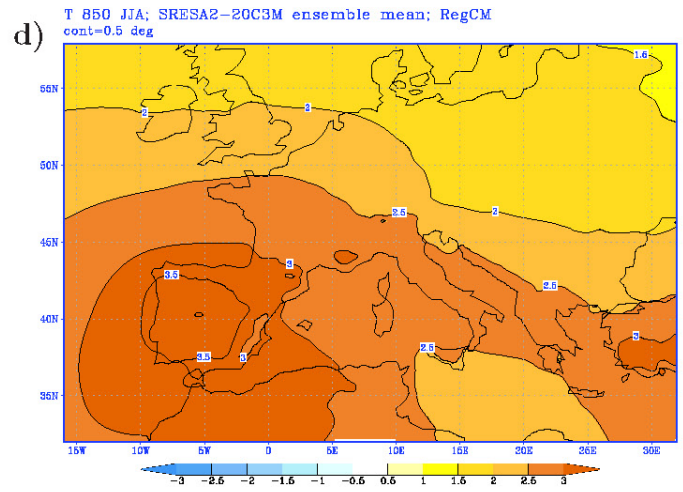 T 850 JJA; SRESA2-20C3M ensemble mean; RegCM
d)
cont=0.5 deg
1.6
55N
2
3
50N
2.5
2
45N
3
3.5
2.5
40N
3.5
3
2.5
3
35N
15W 10W 5W 0 5E 10E 15E 20E 25E 30E
-3 -2.5 -2 -1.5 -1 -0.5 0.5 1 1.5 2 2.5 3